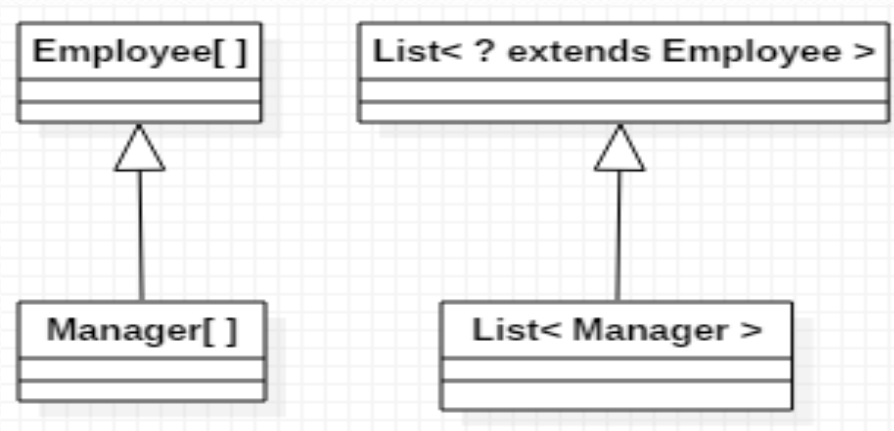 Employee[ ]
List< ? extends Employee >
Manager[ ]
List< Manager >